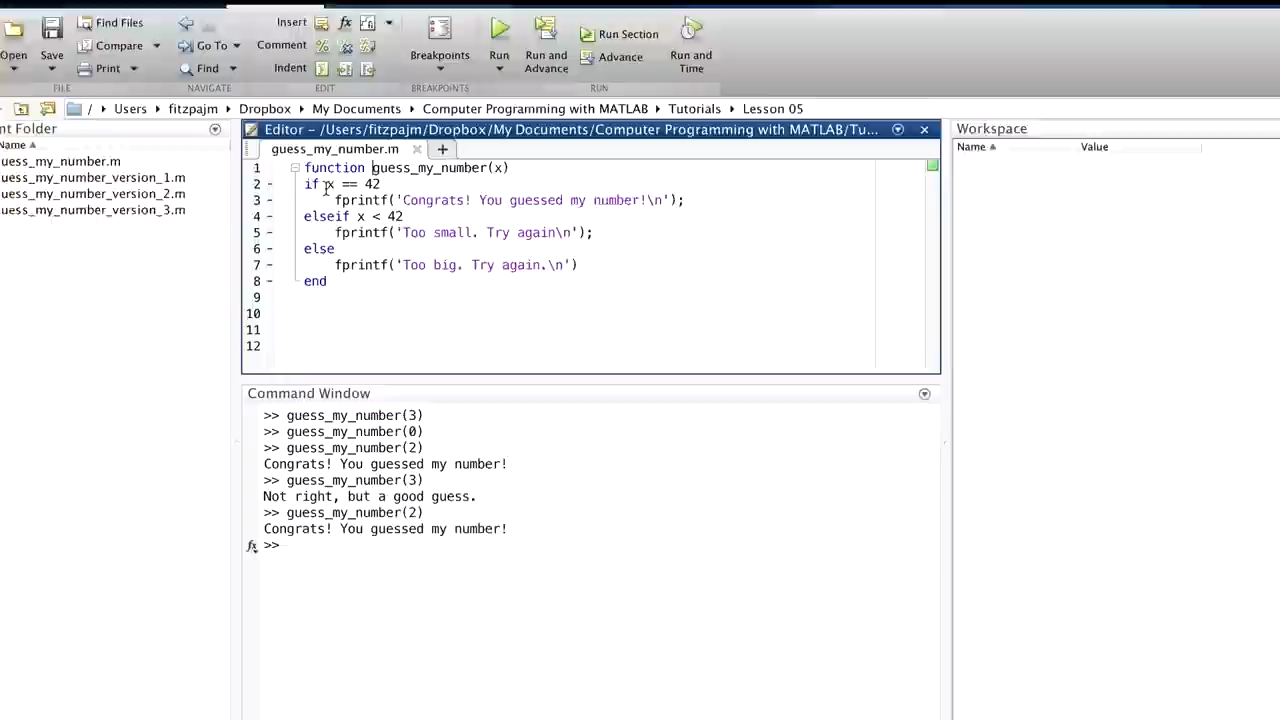 Find Files
Insert
Compare
Go To
Comment
Breakpoints
Run
Run and Advance
Run Section
Advance
Run and Time
Open
Save
Print
Find
Indent
FILE
NAVIGATE
EDIT
BREAKPOINTS
RUN
/ Users fitzpajm Dropbox My Documents Computer Programming with MATLAB Tutorials Lesson 05
nt Folder
Name
uess_my_number.m
uess_my_number_version_1.m
uess_my_number_version_2.m
uess_my_number_version_3.m
Editor – /Users/fitzpajm/Dropbox/My Documents/Computer Programming with MATLAB/Tu...
guess_my_number.m
1 function guess_my_number(x)
2 - if x == 42
3 - fprintf('Congrats! You guessed my number!\n');
4 - elseif x < 42
5 - fprintf('Too small. Try again\n');
6 - else
7 - fprintf('Too big. Try again.\n')
8 - end
9
10
11
12
Command Window
>> guess_my_number(3)
>> guess_my_number(0)
>> guess_my_number(2)
Congrats! You guessed my number!
>> guess_my_number(3)
Not right, but a good guess.
>> guess_my_number(2)
Congrats! You guessed my number!
fx >>
Workspace
Name Value